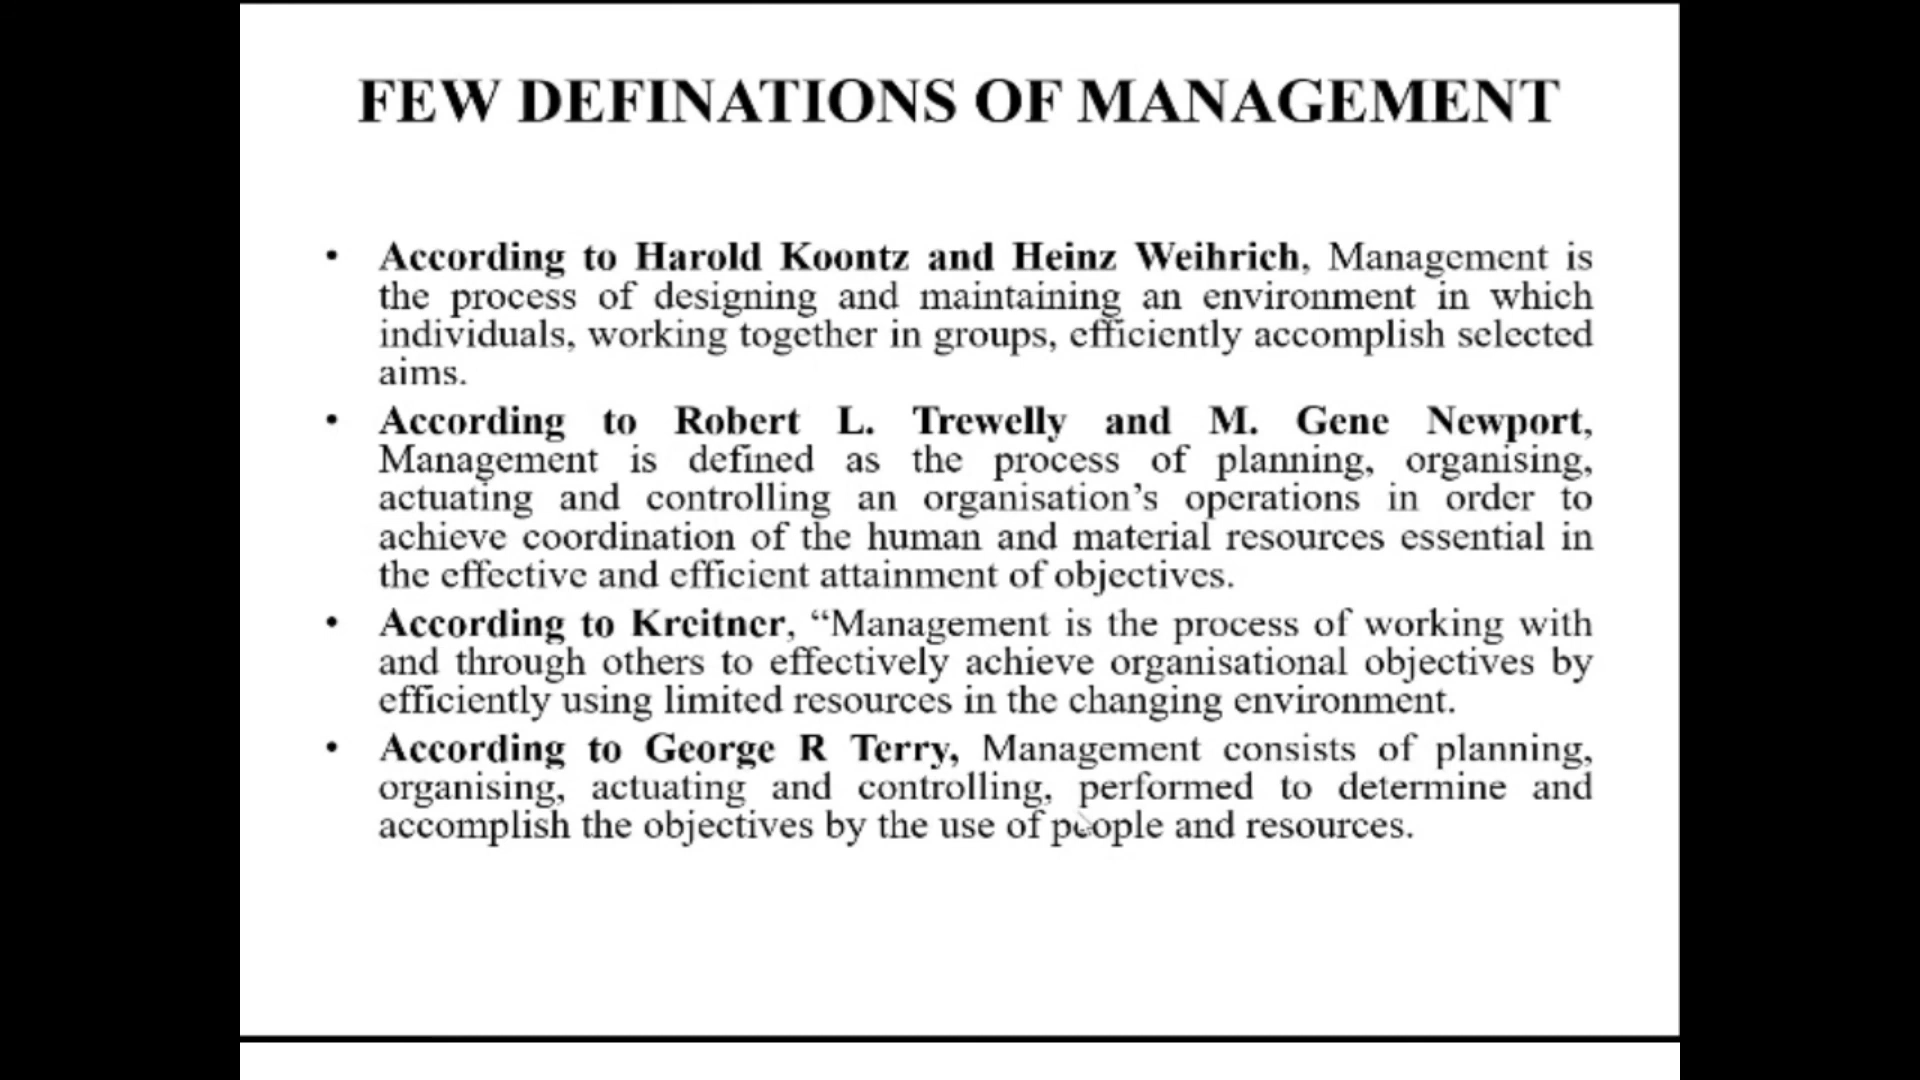 FEW DEFINATIONS OF MANAGEMENT
• According to Harold Koontz and Heinz Weihrich, Management is
the process of designing and maintaining an environment in which
individuals, working together in groups, efficiently accomplish selected
aims.
• According to Robert L. Trewelly and M. Gene Newport,
Management is defined as the process of planning, organising,
actuating and controlling an organisation’s operations in order to
achieve coordination of the human and material resources essential in
the effective and efficient attainment of objectives.
• According to Kreitner, “Management is the process of working with
and through others to effectively achieve organisational objectives by
efficiently using limited resources in the changing environment.
• According to George R Terry, Management consists of planning,
organising, actuating and controlling, performed to determine and
accomplish the objectives by the use of people and resources.